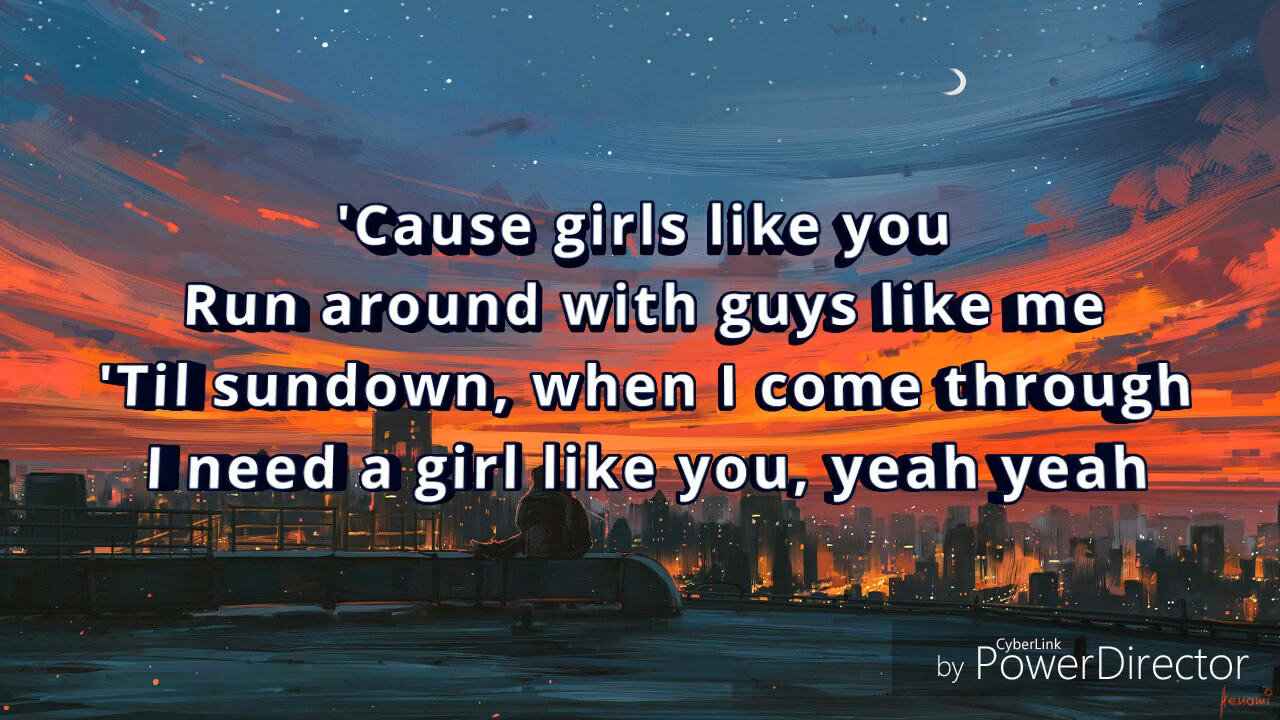 'Cause girls like you
Run around with guys like me
'Til sundown, when I come through
I need a girl like you, yeah yeah
CyberLink
by PowerDirector